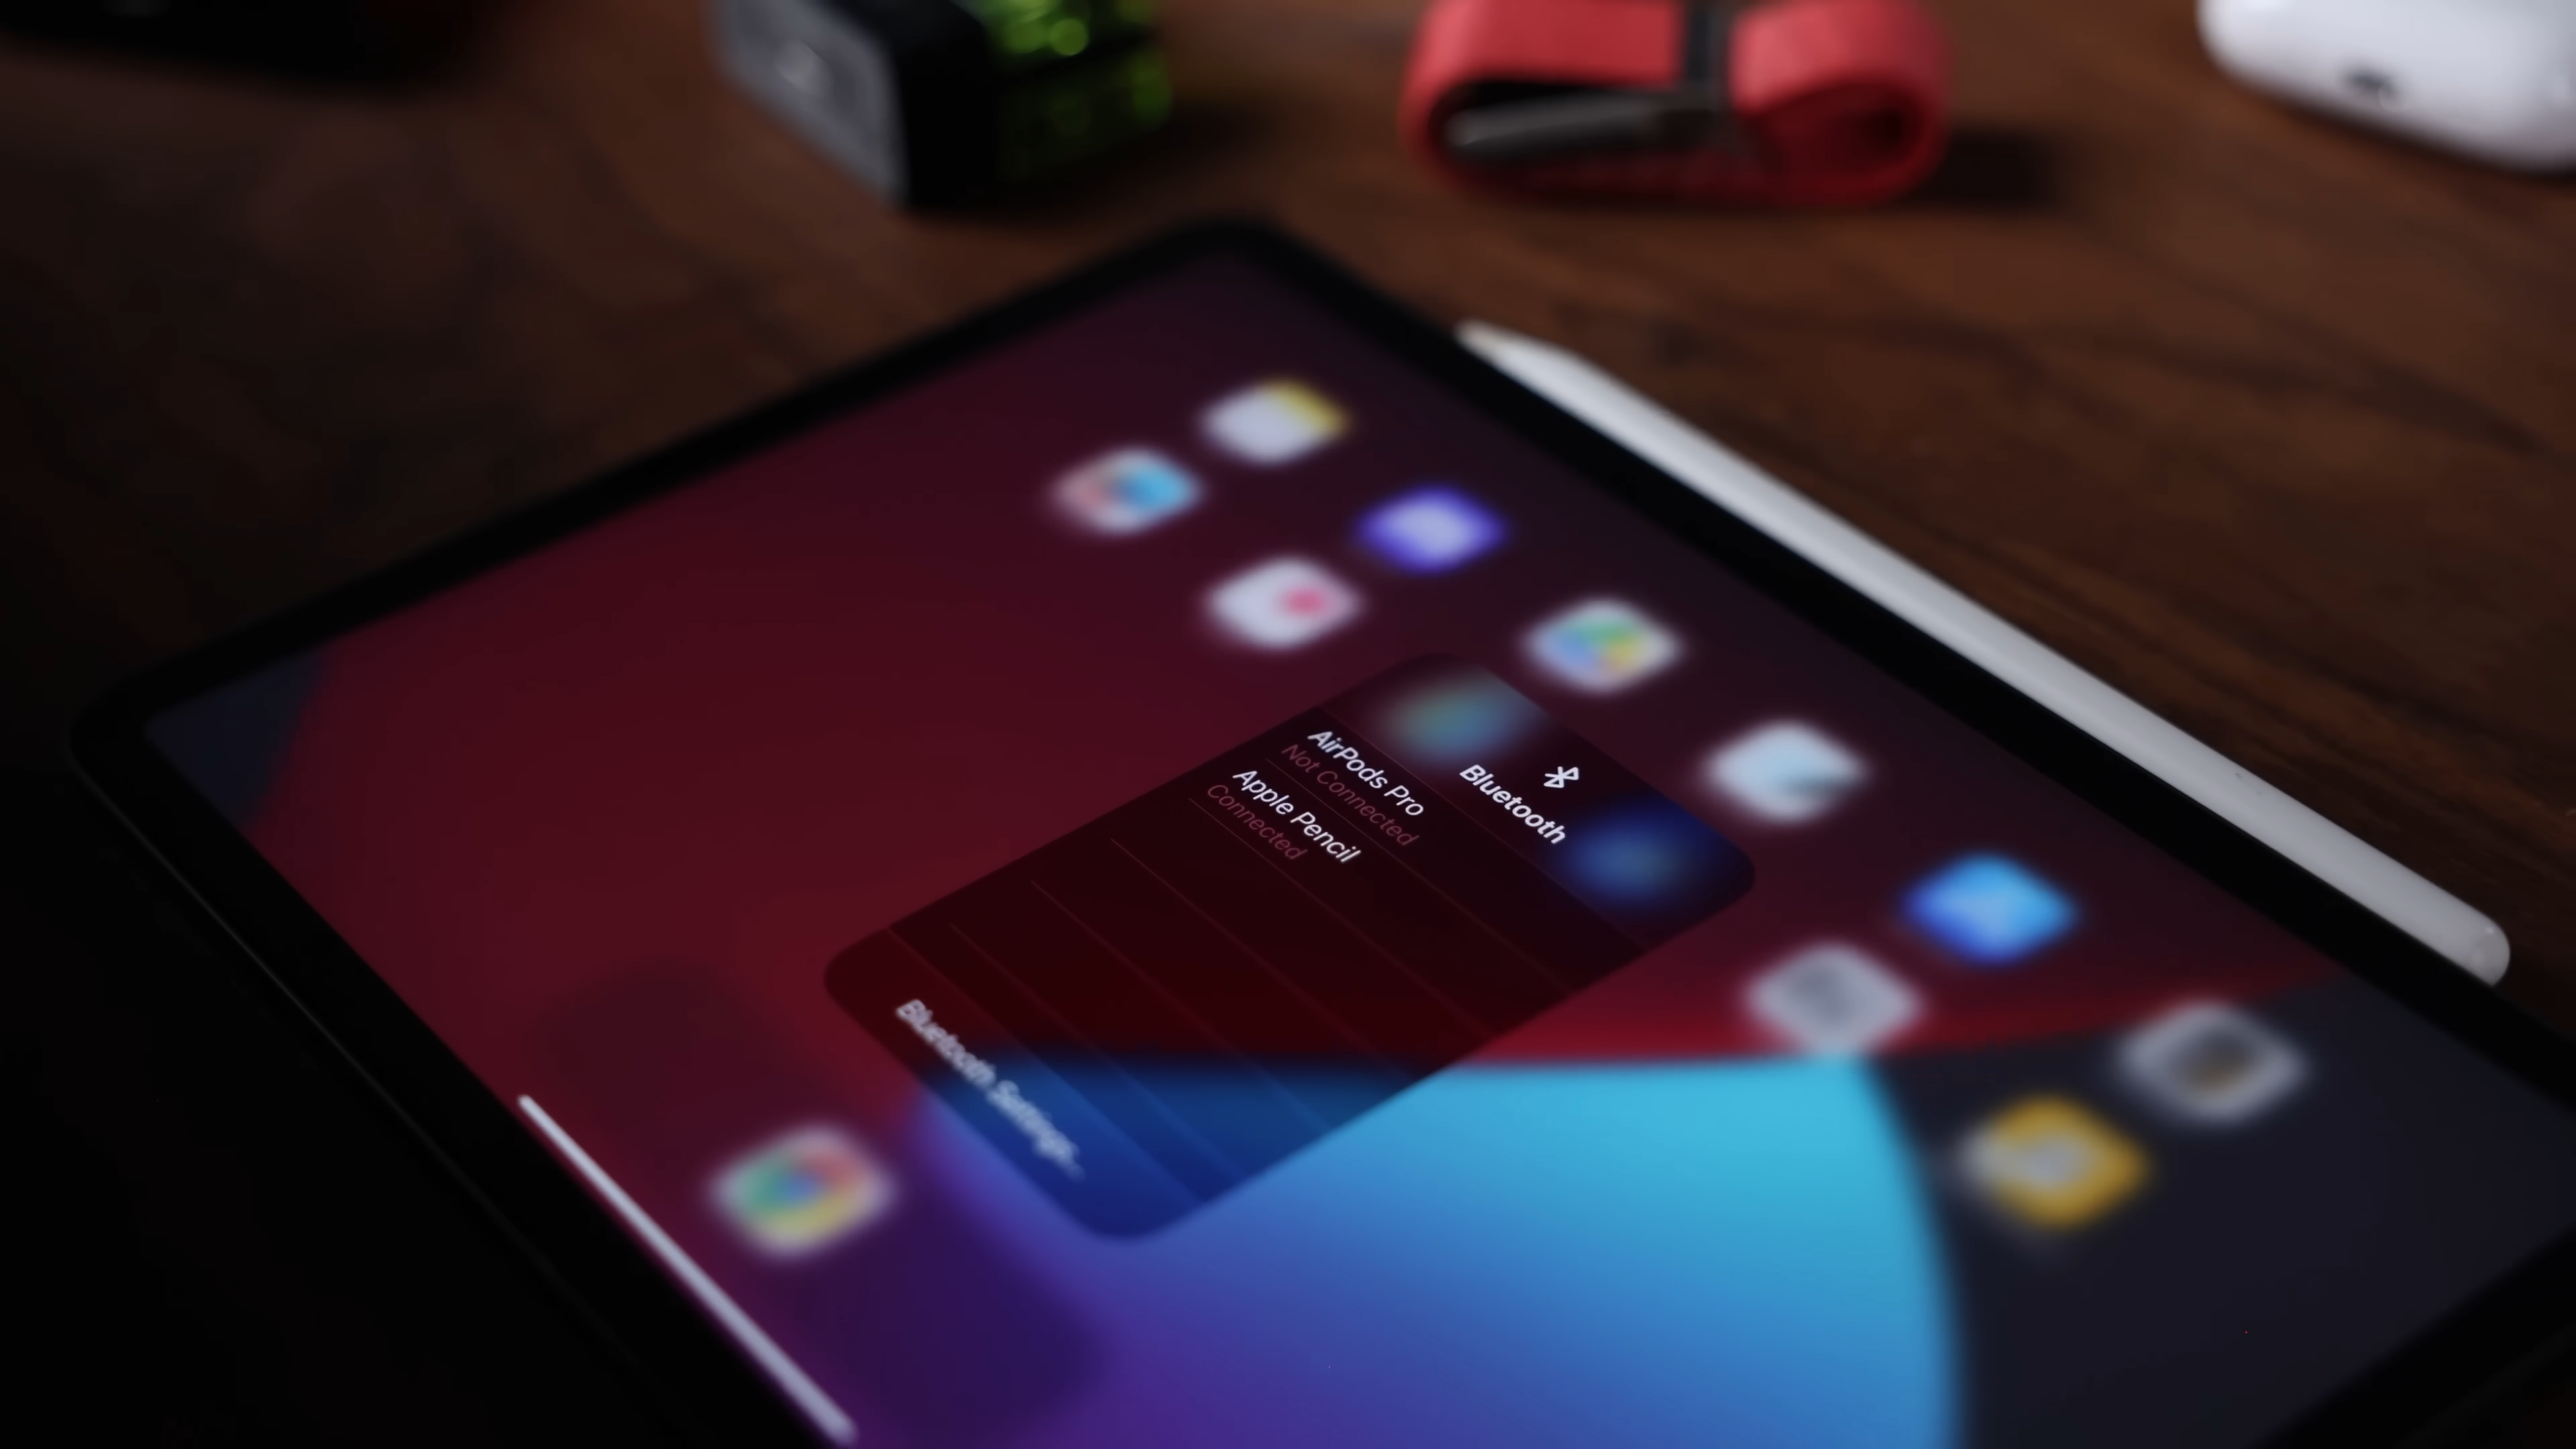 Bluetooth
AirPods Pro
Not Connected
Apple Pencil
Connected
Bluetooth Settings...